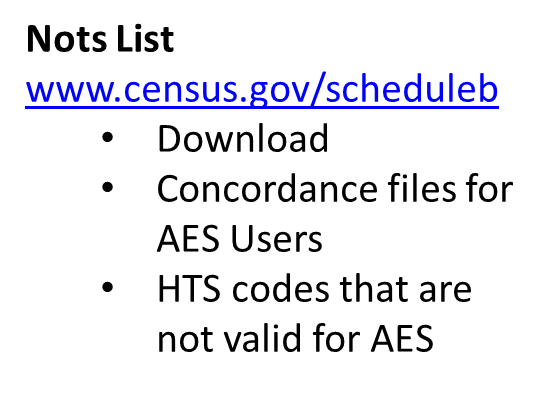 Nots List
www.census.gov/scheduleb
• Download
• Concordance files for
AES Users
• HTS codes that are
not valid for AES